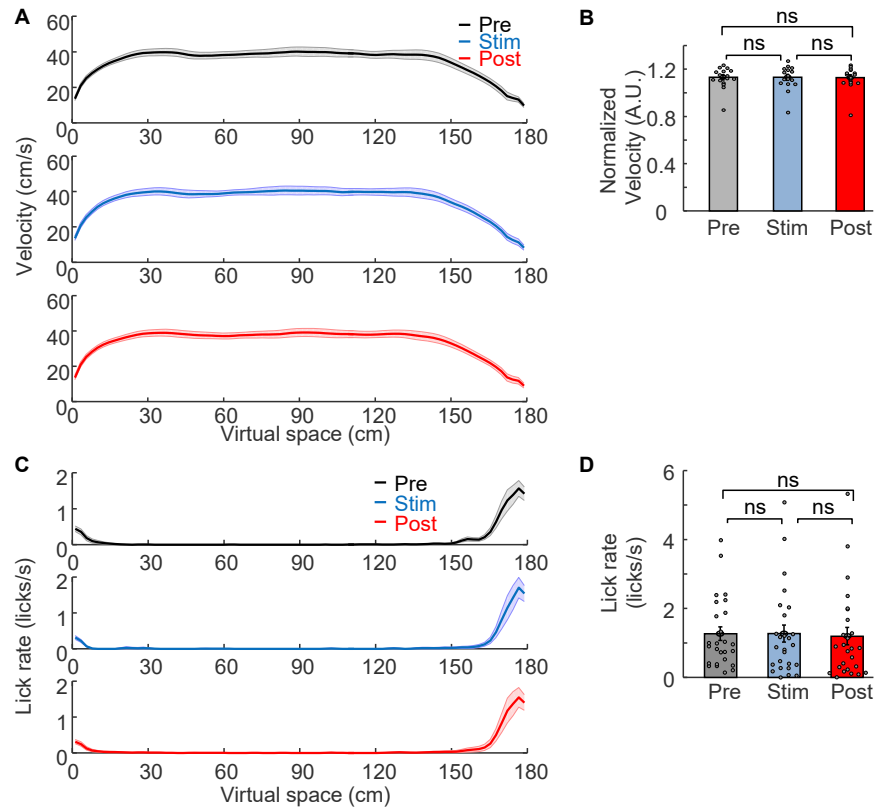 A
Pre
Stim
Post
60
40
20
0
0 30 60 90 120 150 180
60
40
20
0
0 30 60 90 120 150 180
60
40
20
0
0 30 60 90 120 150 180
Velocity (cm/s)
Virtual space (cm)
B
ns
ns ns
1.2
0.8
0.4
0
Normalized
Velocity (A.U.)
Pre Stim Post
C
Pre
Stim
Post
2
1
0
0 30 60 90 120 150 180
2
1
0
0 30 60 90 120 150 180
2
1
0
0 30 60 90 120 150 180
Lick rate (licks/s)
Virtual space (cm)
D
ns
ns ns
6
4
2
0
Lick rate
(licks/s)
Pre Stim Post